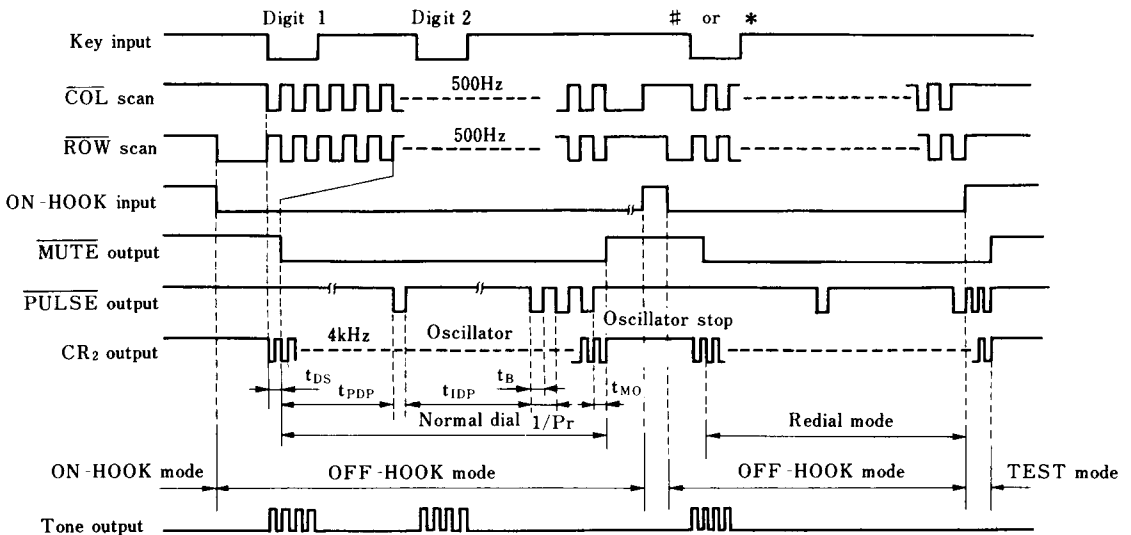 Digit 1 Digit 2 # or *
Key input
COL scan 500Hz
ROW scan 500Hz
ON-HOOK input
MUTE output
PULSE output
Oscillator stop
CR2 output 4kHz Oscillator
tDS tPDP tIDP tB tMO
Normal dial 1/Pr Redial mode
ON-HOOK mode OFF-HOOK mode OFF-HOOK mode TEST mode
Tone output